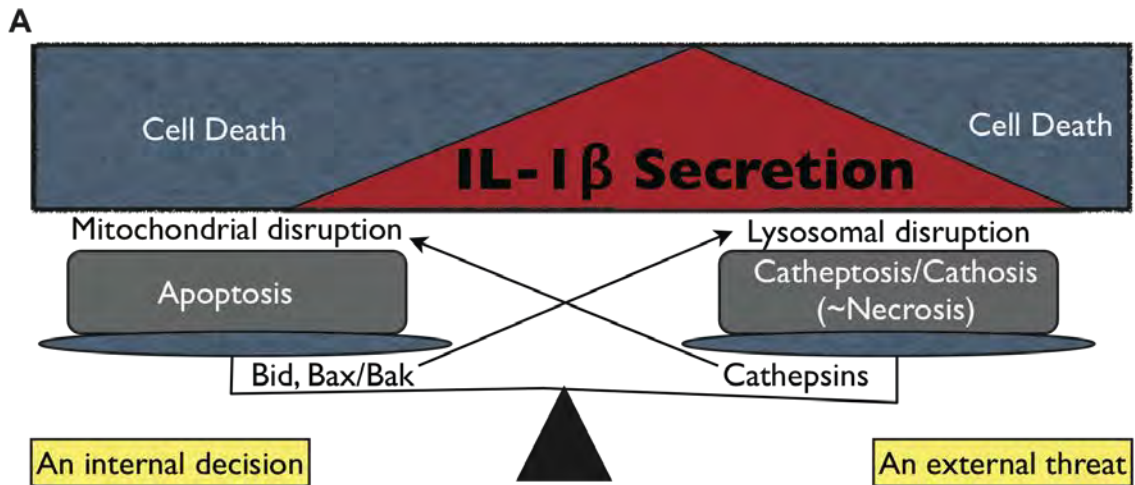 A
Cell Death
Cell Death
IL-1β Secretion
Mitochondrial disruption
Lysosomal disruption
Apoptosis
Catheptosis/Cathosis
(~Necrosis)
Bid, Bax/Bak
Cathepsins
An internal decision
An external threat